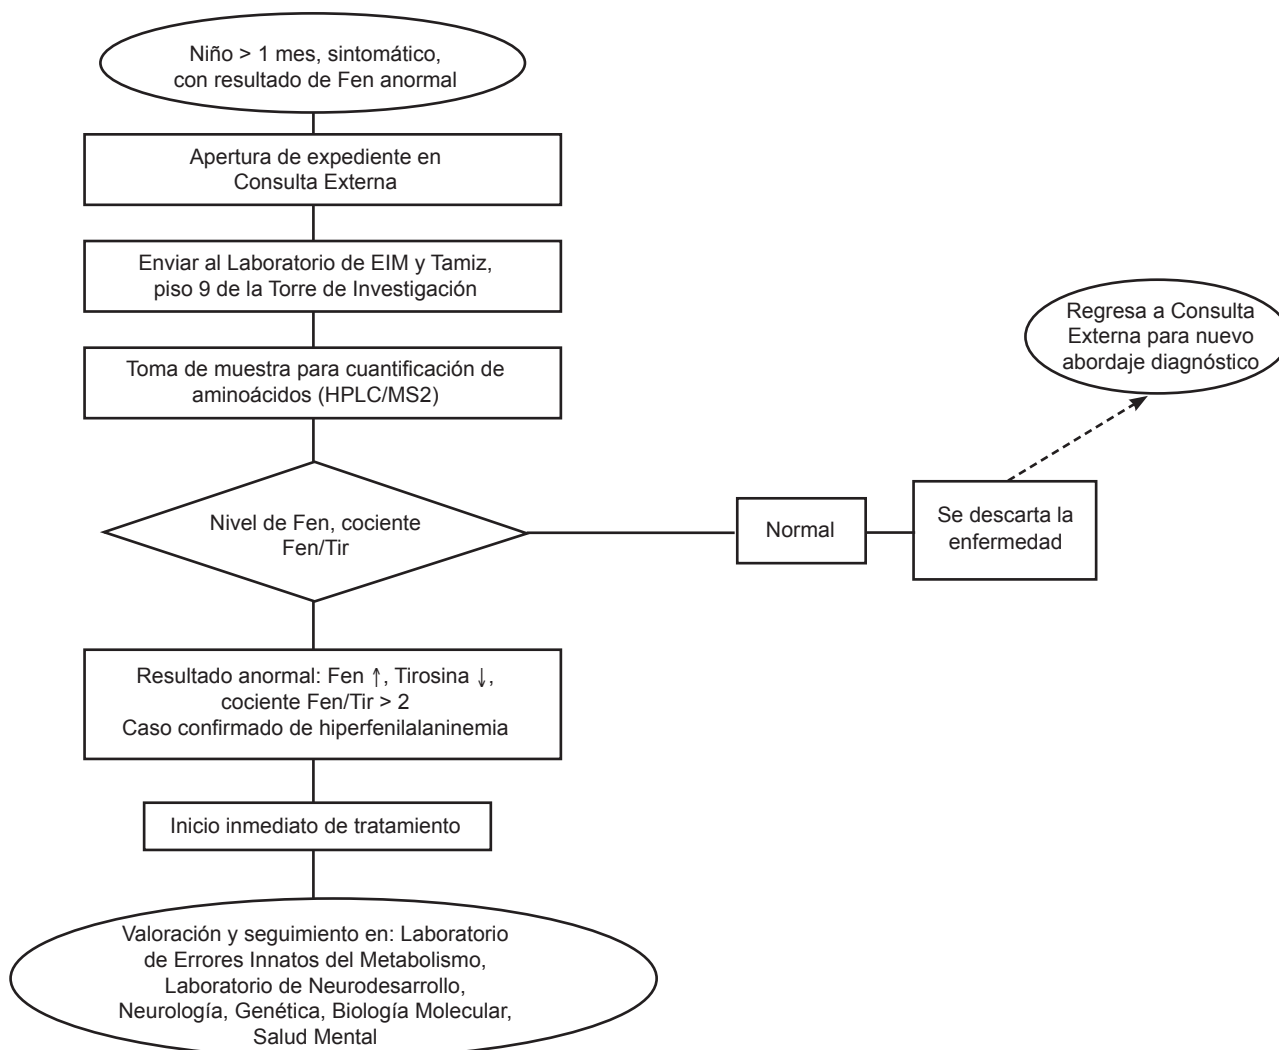 Niño > 1 mes, sintomático,
con resultado de Fen anormal
Apertura de expediente en
Consulta Externa
Enviar al Laboratorio de EIM y Tamiz,
piso 9 de la Torre de Investigación
Toma de muestra para cuantificación de
aminoácidos (HPLC/MS2)
Nivel de Fen, cociente
Fen/Tir
Normal
Se descarta la
enfermedad
Regresa a Consulta
Externa para nuevo
abordaje diagnóstico
Resultado anormal: Fen ↑, Tirosina ↓,
cociente Fen/Tir > 2
Caso confirmado de hiperfenilalaninemia
Inicio inmediato de tratamiento
Valoración y seguimiento en: Laboratorio
de Errores Innatos del Metabolismo,
Laboratorio de Neurodesarrollo,
Neurología, Genética, Biología Molecular,
Salud Mental